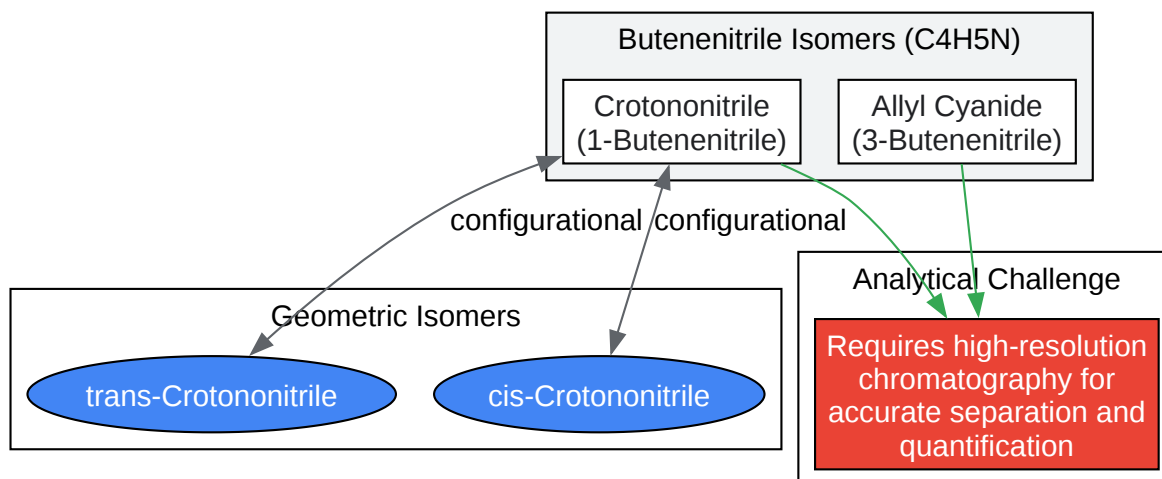 Butenenitrile Isomers (C4H5N)
Crotononitrile
(1-Butenenitrile)
Allyl Cyanide
(3-Butenenitrile)
configurational
configurational
Geometric Isomers
trans-Crotononitrile
cis-Crotononitrile
Analytical Challenge
Requires high-resolution
chromatography for
accurate separation and
quantification